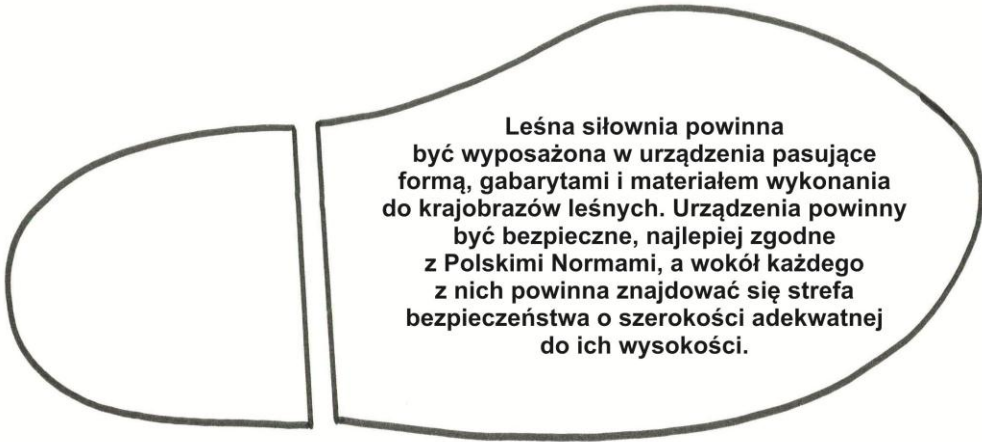 Leśna siłownia powinna
być wyposażona w urządzenia pasujące
formą, gabarytami i materiałem wykonania
do krajobrazów leśnych. Urządzenia powinny
być bezpieczne, najlepiej zgodne
z Polskimi Normami, a wokół każdego
z nich powinna znajdować się strefa
bezpieczeństwa o szerokości adekwatnej
do ich wysokości.